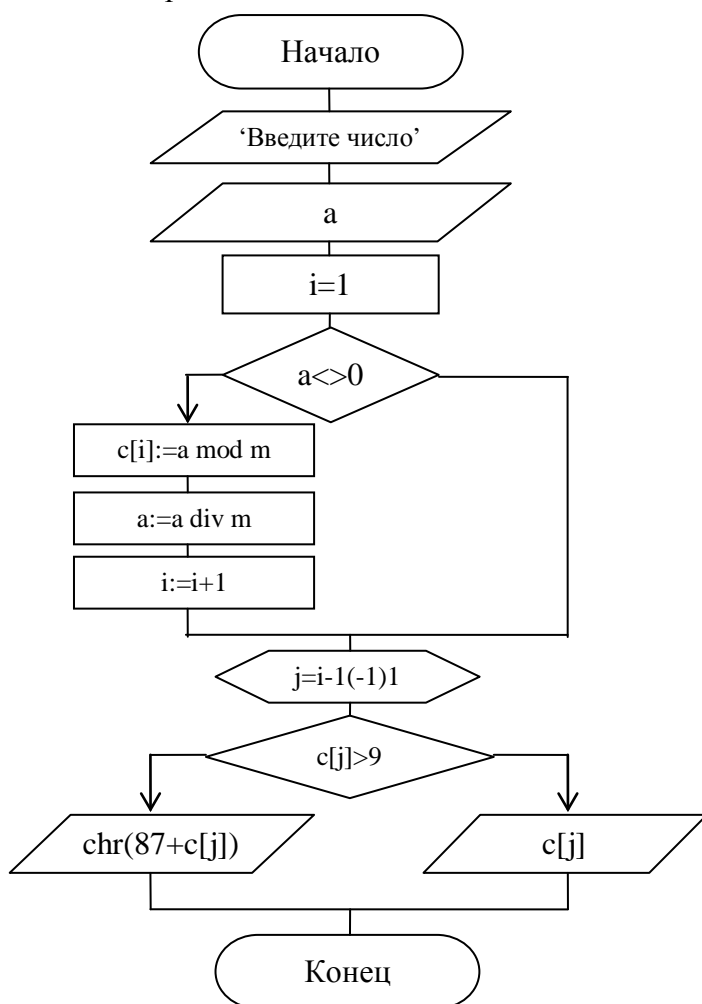 Начало
‘Введите число’
a
i=1
a<>0
c[i]:=a mod m
a:=a div m
i:=i+1
j=i-1(-1)1
c[j]>9
chr(87+c[j])
c[j]
Конец